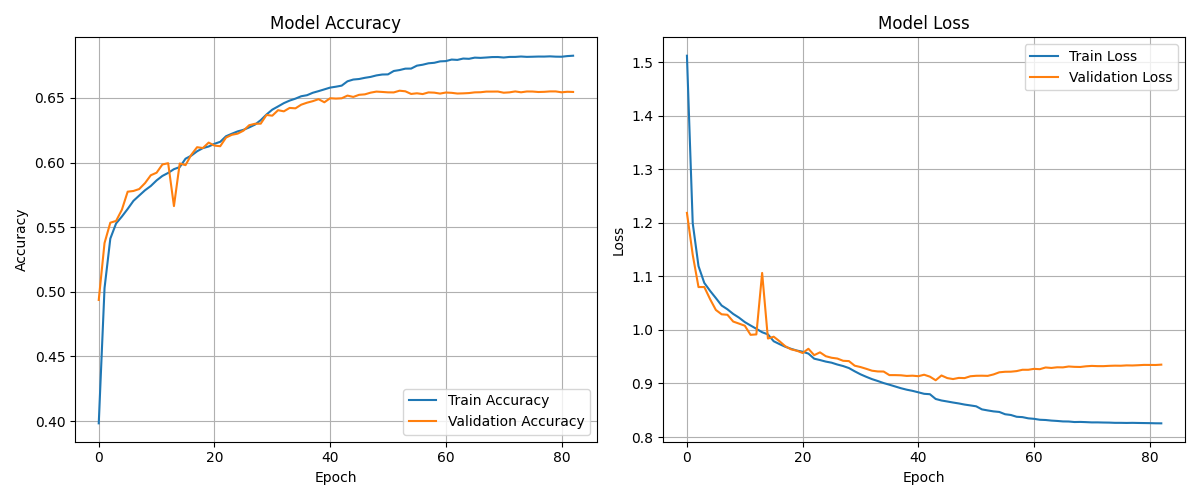 Model Accuracy
Accuracy
0.65
0.60
0.55
0.50
0.45
0.40
0
20
40
60
80
Epoch
Train Accuracy
Validation Accuracy
Model Loss
Loss
1.5
1.4
1.3
1.2
1.1
1.0
0.9
0.8
0
20
40
60
80
Epoch
Train Loss
Validation Loss